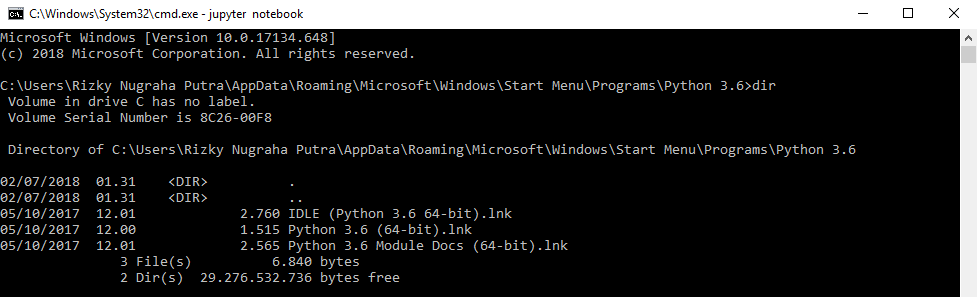 C:\Windows\System32\cmd.exe - jupyter notebook
Microsoft Windows [Version 10.0.17134.648]
(c) 2018 Microsoft Corporation. All rights reserved.
C:\Users\Rizky Nugraha Putra\AppData\Roaming\Microsoft\Windows\Start Menu\Programs\Python 3.6>dir
Volume in drive C has no label.
Volume Serial Number is 8C26-00F8
Directory of C:\Users\Rizky Nugraha Putra\AppData\Roaming\Microsoft\Windows\Start Menu\Programs\Python 3.6
02/07/2018  01.31    <DIR>          .
02/07/2018  01.31    <DIR>          ..
05/10/2017  12.01             2.760 IDLE (Python 3.6 64-bit).lnk
05/10/2017  12.00             1.515 Python 3.6 (64-bit).lnk
05/10/2017  12.01             2.565 Python 3.6 Module Docs (64-bit).lnk
3 File(s)          6.840 bytes
2 Dir(s)  29.276.532.736 bytes free